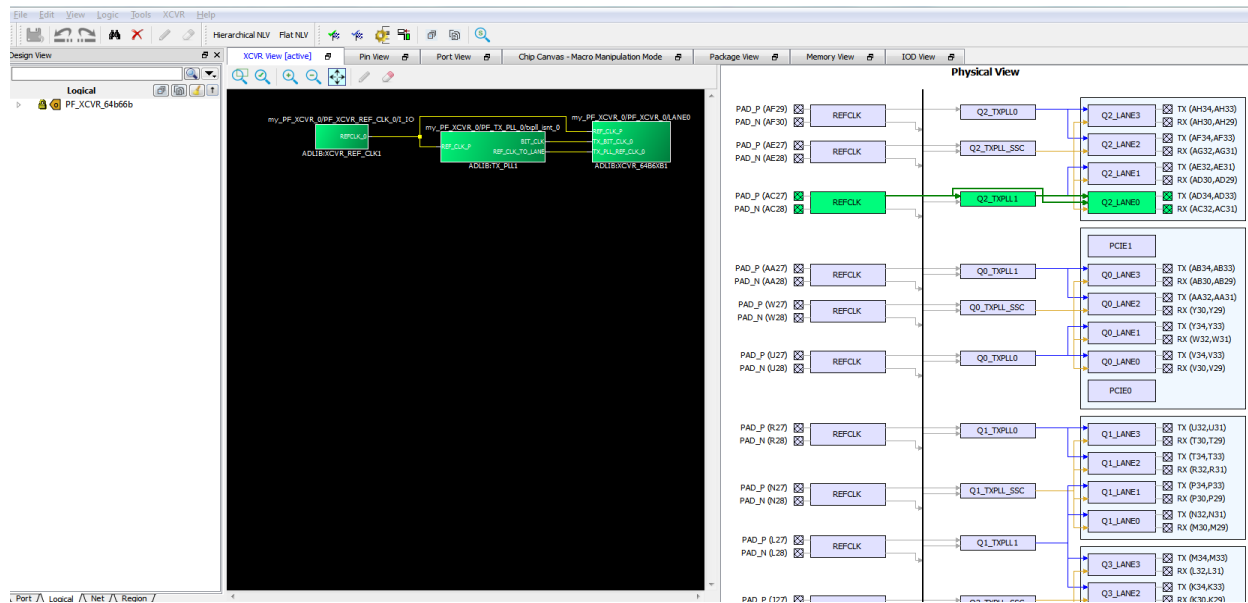 File Edit View Logic Tools XCVR Help
Hierarchical NLV Flat NLV
Design View
Logical
PF_XCVR_64b66b
Port Logical Net Region
XCVR View [active] Pin View Port View Chip Canvas - Macro Manipulation Mode Package View Memory View IOD View
my_PF_XCVR_0/PF_XCVR_REF_CLK_0/I_IO
REFCLK_0
ADLIB:XCVR_REF_CLK1
my_PF_XCVR_0/PF_TX_PLL_0/txpll_isnt_0
REF_CLK_P
BIT_CLK
REF_CLK_TO_LANE
ADLIB:TX_PLL1
my_PF_XCVR_0/PF_XCVR_0/LANE0
REF_CLK_P
TX_BIT_CLK_0
TX_PLL_REF_CLK_0
ADLIB:XCVR_64B6XB1
Physical View
PAD_P (AF29)
PAD_N (AF30)
REFCLK
Q2_TXPLL0
Q2_LANE3
TX (AH34,AH33)
RX (AH30,AH29)
PAD_P (AE27)
PAD_N (AE28)
REFCLK
Q2_TXPLL_SSC
Q2_LANE2
TX (AF34,AF33)
RX (AG32,AG31)
Q2_LANE1
TX (AE32,AE31)
RX (AD30,AD29)
PAD_P (AC27)
PAD_N (AC28)
REFCLK
Q2_TXPLL1
Q2_LANE0
TX (AD34,AD33)
RX (AC32,AC31)
PCIE1
PAD_P (AA27)
PAD_N (AA28)
REFCLK
Q0_TXPLL1
Q0_LANE3
TX (AB34,AB33)
RX (AB30,AB29)
PAD_P (W27)
PAD_N (W28)
REFCLK
Q0_TXPLL_SSC
Q0_LANE2
TX (AA32,AA31)
RX (Y30,Y29)
Q0_LANE1
TX (Y34,Y33)
RX (W32,W31)
PAD_P (U27)
PAD_N (U28)
REFCLK
Q0_TXPLL0
Q0_LANE0
TX (V34,V33)
RX (V30,V29)
PCIE0
PAD_P (R27)
PAD_N (R28)
REFCLK
Q1_TXPLL0
Q1_LANE3
TX (U32,U31)
RX (T30,T29)
Q1_LANE2
TX (T34,T33)
RX (R32,R31)
PAD_P (N27)
PAD_N (N28)
REFCLK
Q1_TXPLL_SSC
Q1_LANE1
TX (P34,P33)
RX (P30,P29)
Q1_LANE0
TX (N32,N31)
RX (M30,M29)
PAD_P (L27)
PAD_N (L28)
REFCLK
Q1_TXPLL1
Q3_LANE3
TX (M34,M33)
RX (L32,L31)
PAD_P (J27)
REFCLK
Q3_TXPLL_SSC
Q3_LANE2
TX (K34,K33)
RX (K30,K29)